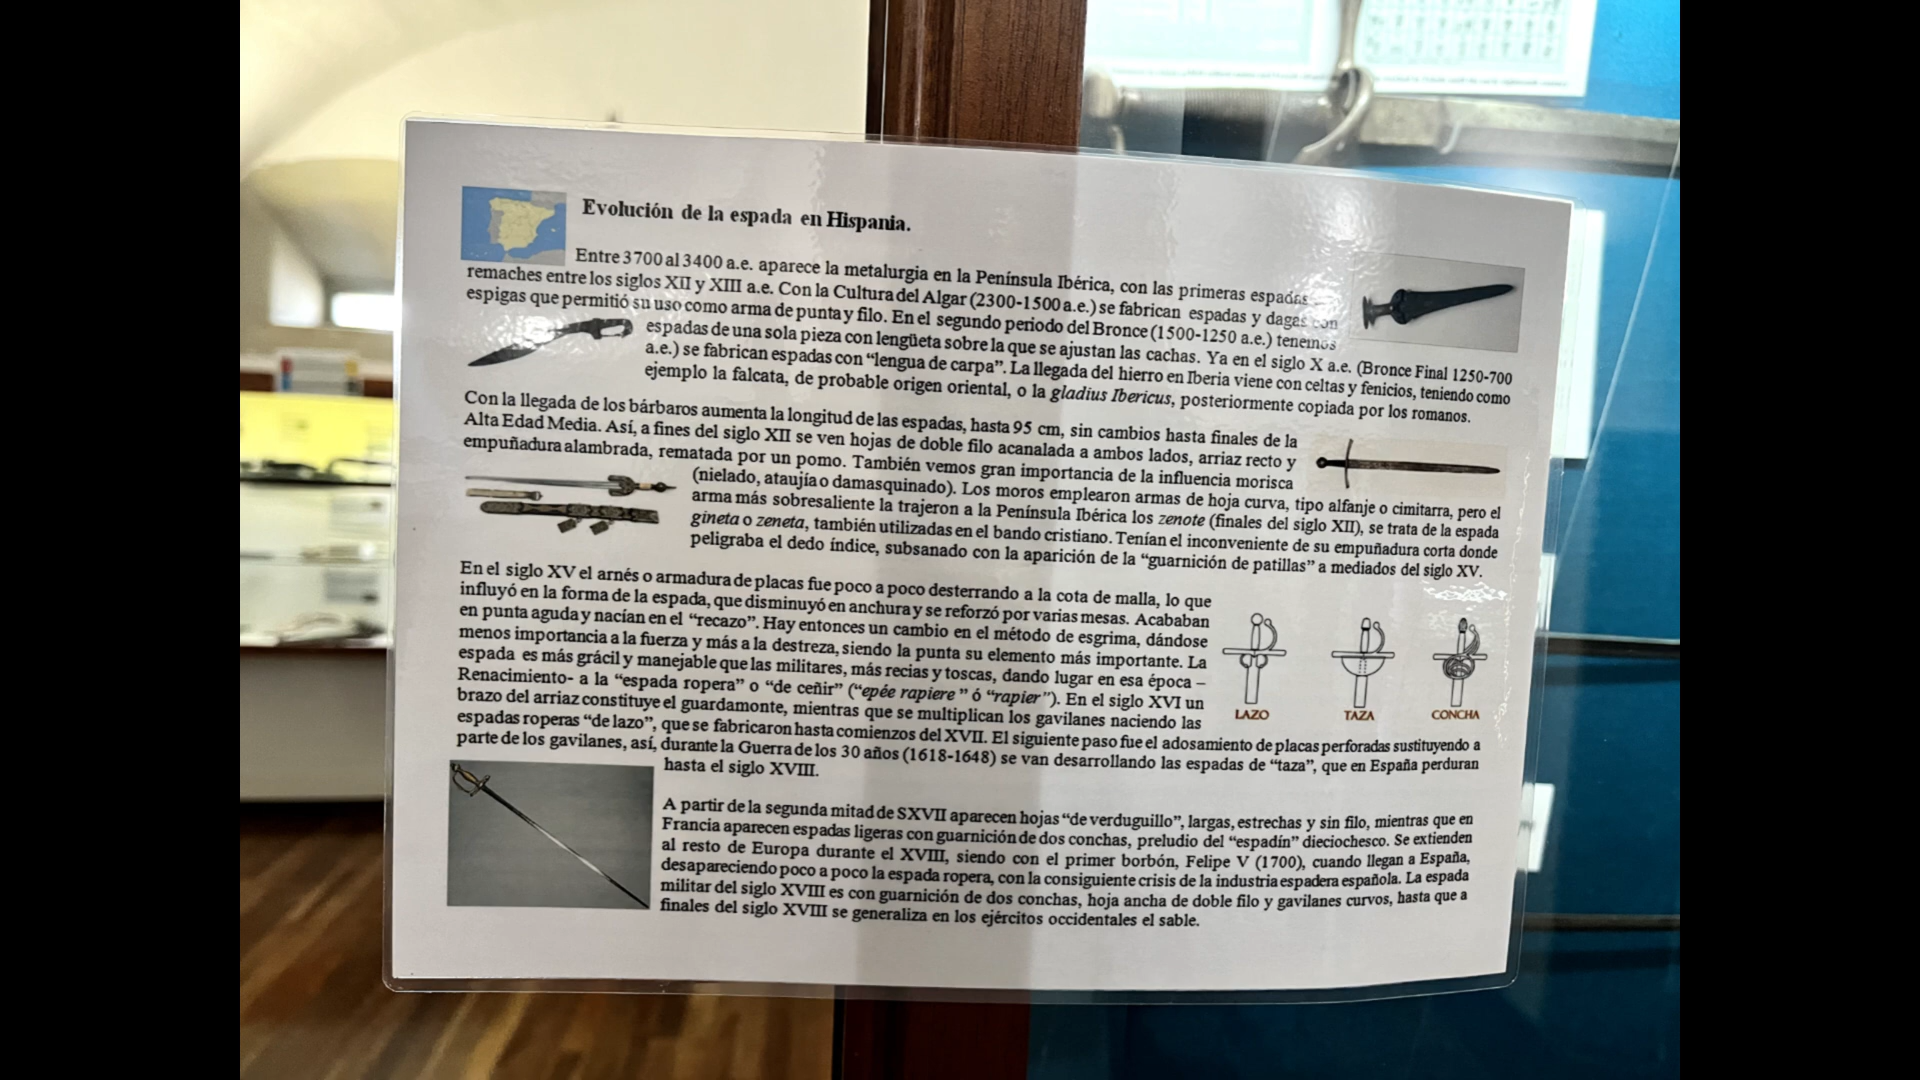 Evolución de la espada en Hispania.
Entre 3700 al 3400 a.e. aparece la metalurgia en la Península Ibérica, con las primeras espadas
remaches entre los siglos XII y XIII a.e. Con la Cultura del Algar (2300-1500 a.e.) se fabrican espadas y dagas con
espigas que permitió su uso como arma de punta y filo. En el segundo periodo del Bronce (1500-1250 a.e.) tenemos
espadas de una sola pieza con lengüeta sobre la que se ajustan las cachas. Ya en el siglo X a.e. (Bronce Final 1250-700
a.e.) se fabrican espadas con “lengua de carpa”. La llegada del hierro en Iberia viene con celtas y fenicios, teniendo como
ejemplo la falcata, de probable origen oriental, o la gladius Ibericus, posteriormente copiada por los romanos.
Con la llegada de los bárbaros aumenta la longitud de las espadas, hasta 95 cm, sin cambios hasta finales de la
Alta Edad Media. Así, a fines del siglo XII se ven hojas de doble filo acanalada a ambos lados, arriaz recto y
empuñadura alambrada, rematada por un pomo. También vemos gran importancia de la influencia morisca
(nielado, ataujía o damasquinado). Los moros emplearon armas de hoja curva, tipo alfanje o cimitarra, pero el
arma más sobresaliente la trajeron a la Península Ibérica los zenote (finales del siglo XII), se trata de la espada
gineta o zeneta, también utilizadas en el bando cristiano. Tenían el inconveniente de su empuñadura corta donde
peligraba el dedo índice, subsanado con la aparición de la “guarnición de patillas” a mediados del siglo XV.
En el siglo XV el arnés o armadura de placas fue poco a poco desterrando a la cota de malla, lo que
influyó en la forma de la espada, que disminuyó en anchura y se reforzó por varias mesas. Acababan
en punta aguda y nacían en el “recazo”. Hay entonces un cambio en el método de esgrima, dándose
menos importancia a la fuerza y más a la destreza, siendo la punta su elemento más importante. La
espada es más grácil y manejable que las militares, más recias y toscas, dando lugar en esa época –
Renacimiento- a la “espada ropera” o “de ceñir” (“epée rapiere ” ó “rapier”). En el siglo XVI un
brazo del arriaz constituye el guardamonte, mientras que se multiplican los gavilanes naciendo las
espadas roperas “de lazo”, que se fabricaron hasta comienzos del XVII. El siguiente paso fue el adosamiento de placas perforadas sustituyendo a
parte de los gavilanes, así, durante la Guerra de los 30 años (1618-1648) se van desarrollando las espadas de “taza”, que en España perduran
hasta el siglo XVIII.
LAZO TAZA CONCHA
A partir de la segunda mitad de SXVII aparecen hojas “de verduguillo”, largas, estrechas y sin filo, mientras que en
Francia aparecen espadas ligeras con guarnición de dos conchas, preludio del “espadín” dieciochesco. Se extienden
al resto de Europa durante el XVIII, siendo con el primer borbón, Felipe V (1700), cuando llegan a España,
desapareciendo poco a poco la espada ropera, con la consiguiente crisis de la industria espadera española. La espada
militar del siglo XVIII es con guarnición de dos conchas, hoja ancha de doble filo y gavilanes curvos, hasta que a
finales del siglo XVIII se generaliza en los ejércitos occidentales el sable.